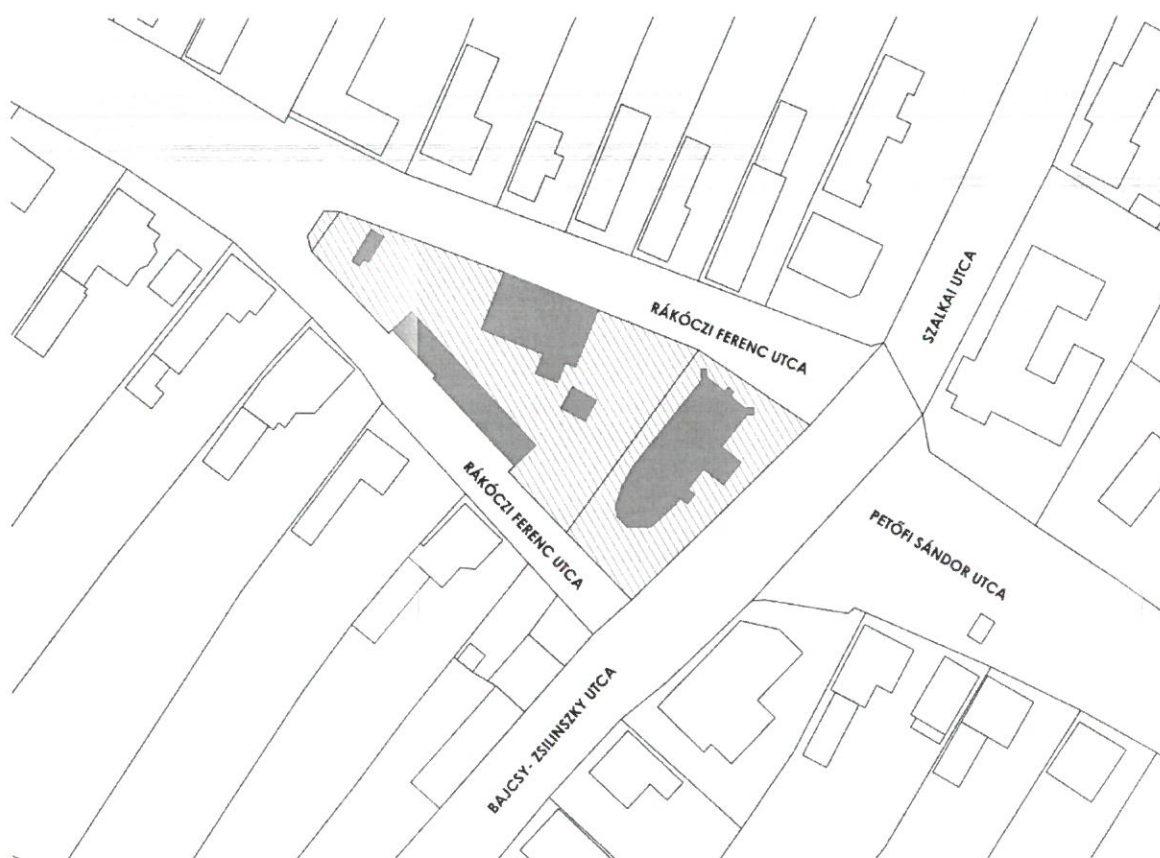 SZALKAI UTCA
RÁKÓCZI FERENC UTCA
RÁKÓCZI FERENC UTCA
PETŐFI SÁNDOR UTCA
BAJCSY- ZSILINSZKY UTCA